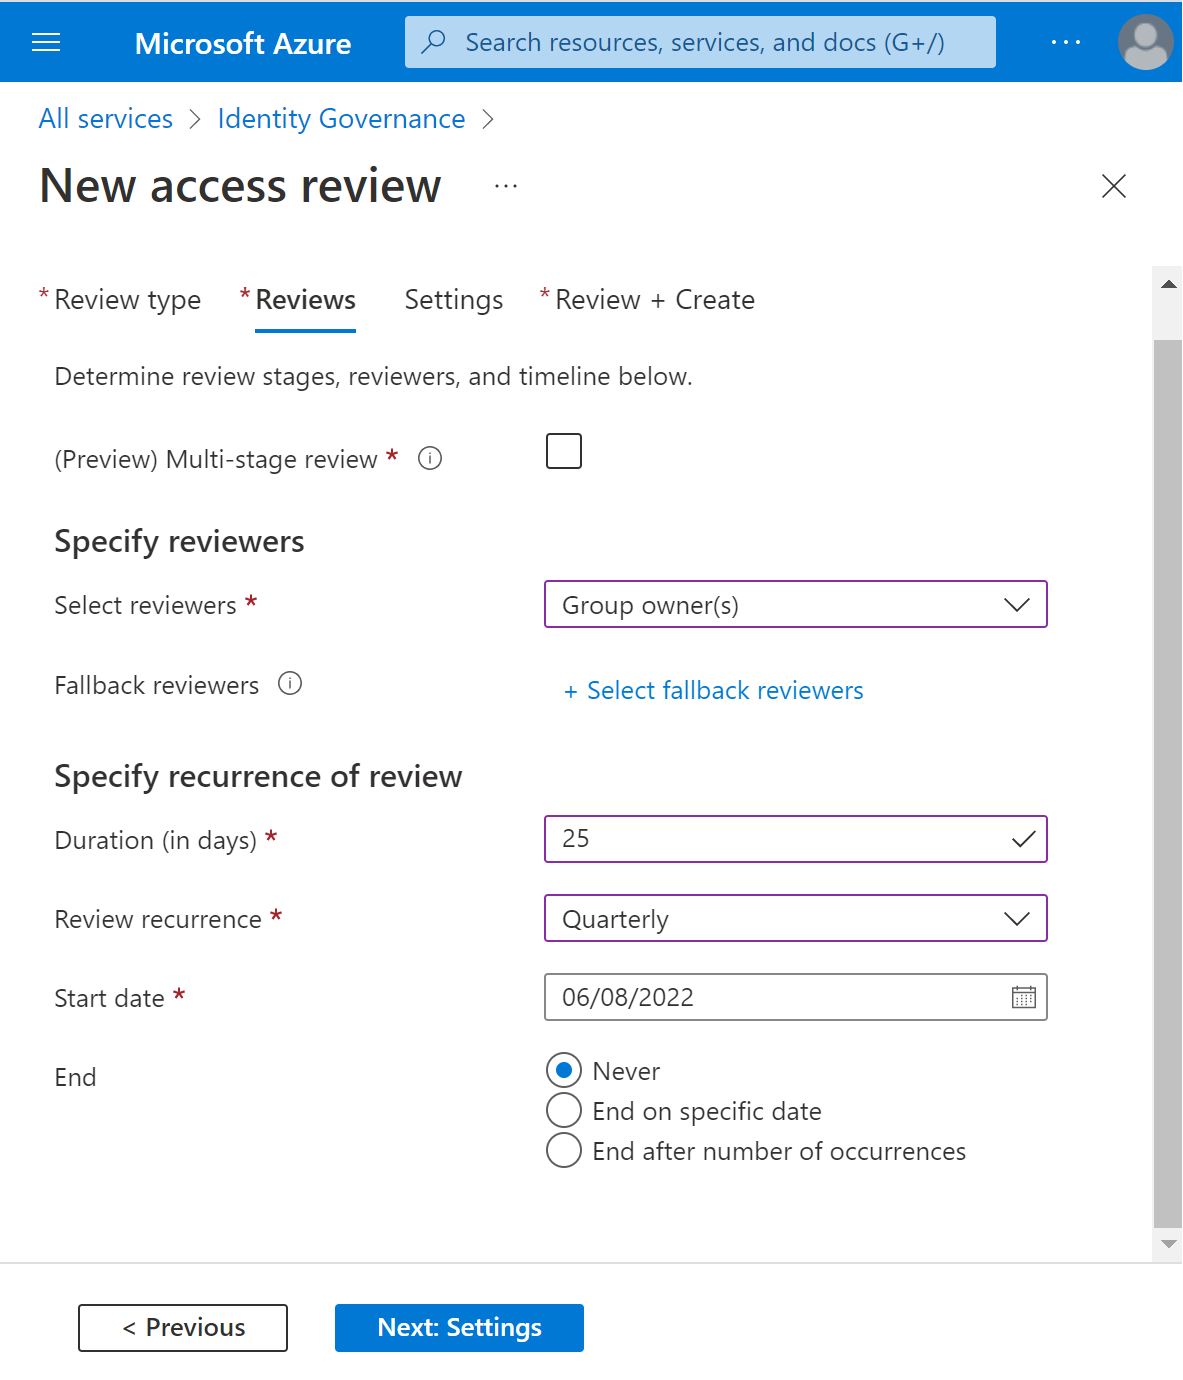 Microsoft Azure
Search resources, services, and docs (G+/)
All services > Identity Governance >
New access review ...
* Review type * Reviews Settings * Review + Create
Determine review stages, reviewers, and timeline below.
(Preview) Multi-stage review *
Specify reviewers
Select reviewers * Group owner(s)
Fallback reviewers + Select fallback reviewers
Specify recurrence of review
Duration (in days) * 25
Review recurrence * Quarterly
Start date * 06/08/2022
End Never
End on specific date
End after number of occurrences
< Previous Next: Settings